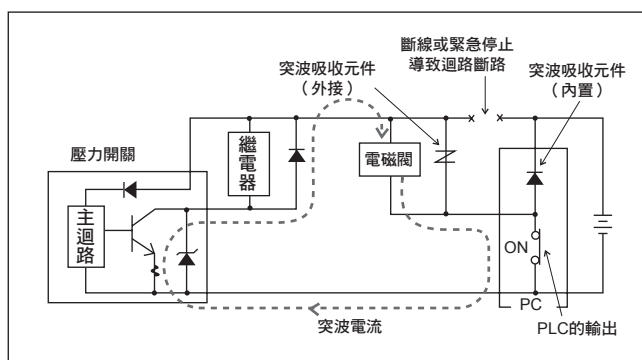 斷線或緊急停止
導致迴路斷路
突波吸收元件
(外接)
突波吸收元件
(內置)
壓力開關
繼電器
電磁閥
主迴路
ON
PC
突波電流
PLC的輸出